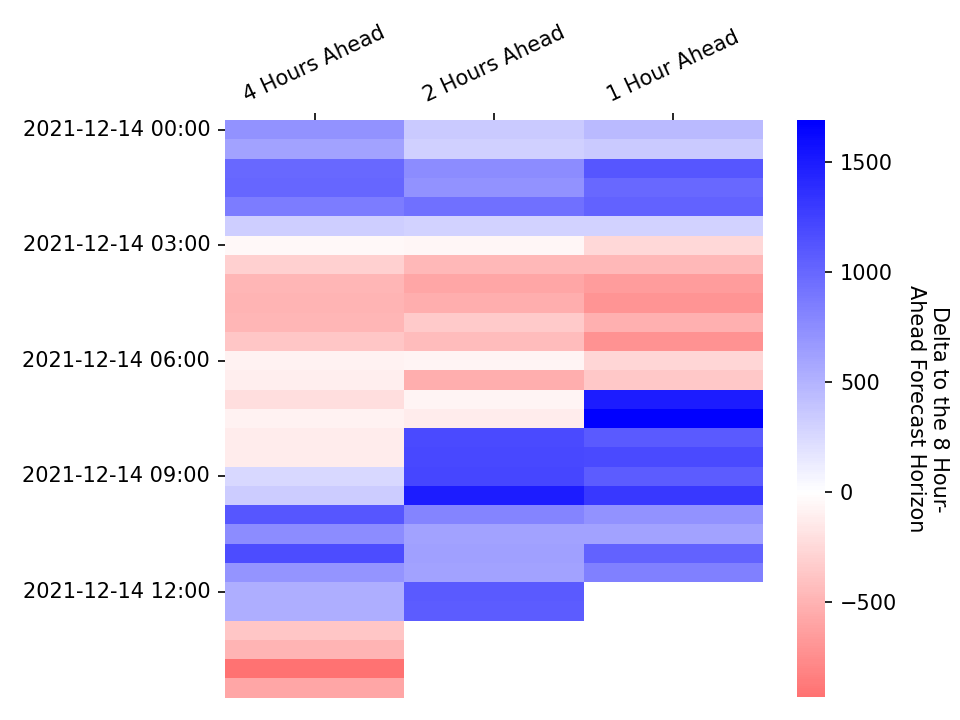 4 Hours Ahead
2 Hours Ahead
1 Hour Ahead
2021-12-14 00:00
2021-12-14 03:00
2021-12-14 06:00
2021-12-14 09:00
2021-12-14 12:00
1500
1000
500
0
−500
Delta to the 8 Hour-
Ahead Forecast Horizon